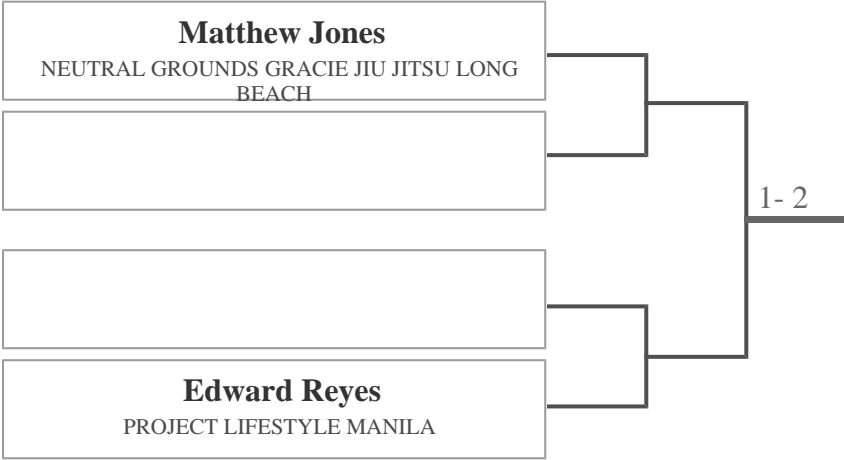 Matthew Jones
NEUTRAL GROUNDS GRACIE JIU JITSU LONG
BEACH
1- 2
Edward Reyes
PROJECT LIFESTYLE MANILA